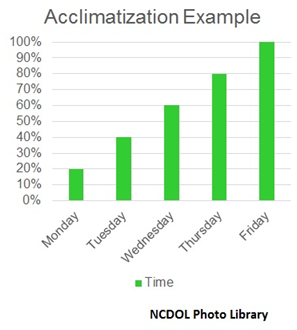 Acclimatization Example
100%
90%
80%
70%
60%
50%
40%
30%
20%
10%
0%
Monday
Tuesday
Wednesday
Thursday
Friday
Time
NCDOL Photo Library